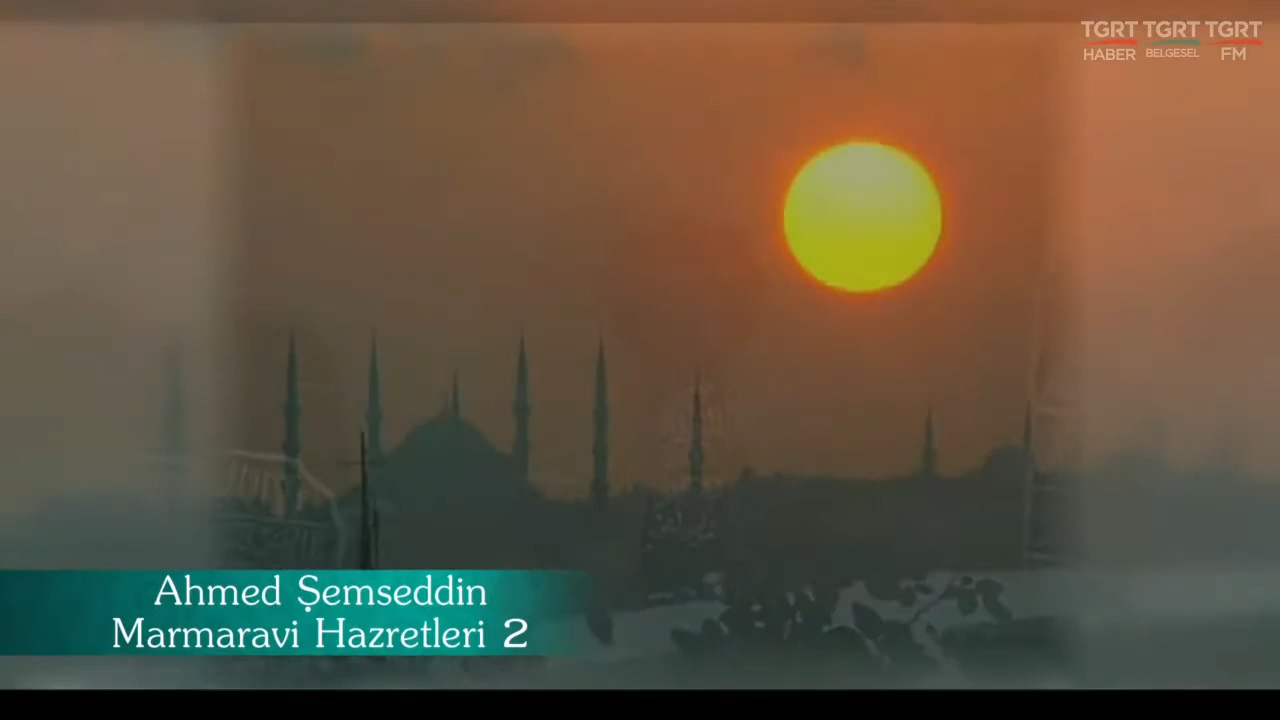 TGRT TGRT TGRT
HABER BELGESEL FM
Ahmed Şemseddin
Marmaravi Hazretleri 2